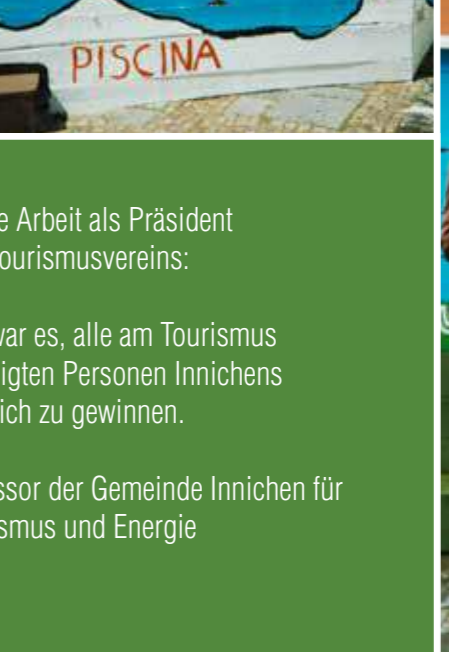 PISCINA
e Arbeit als Präsident
ourismusvereins:
ar es, alle am Tourismus
igten Personen Innichens
ich zu gewinnen.
ssor der Gemeinde Innichen für
smus und Energie